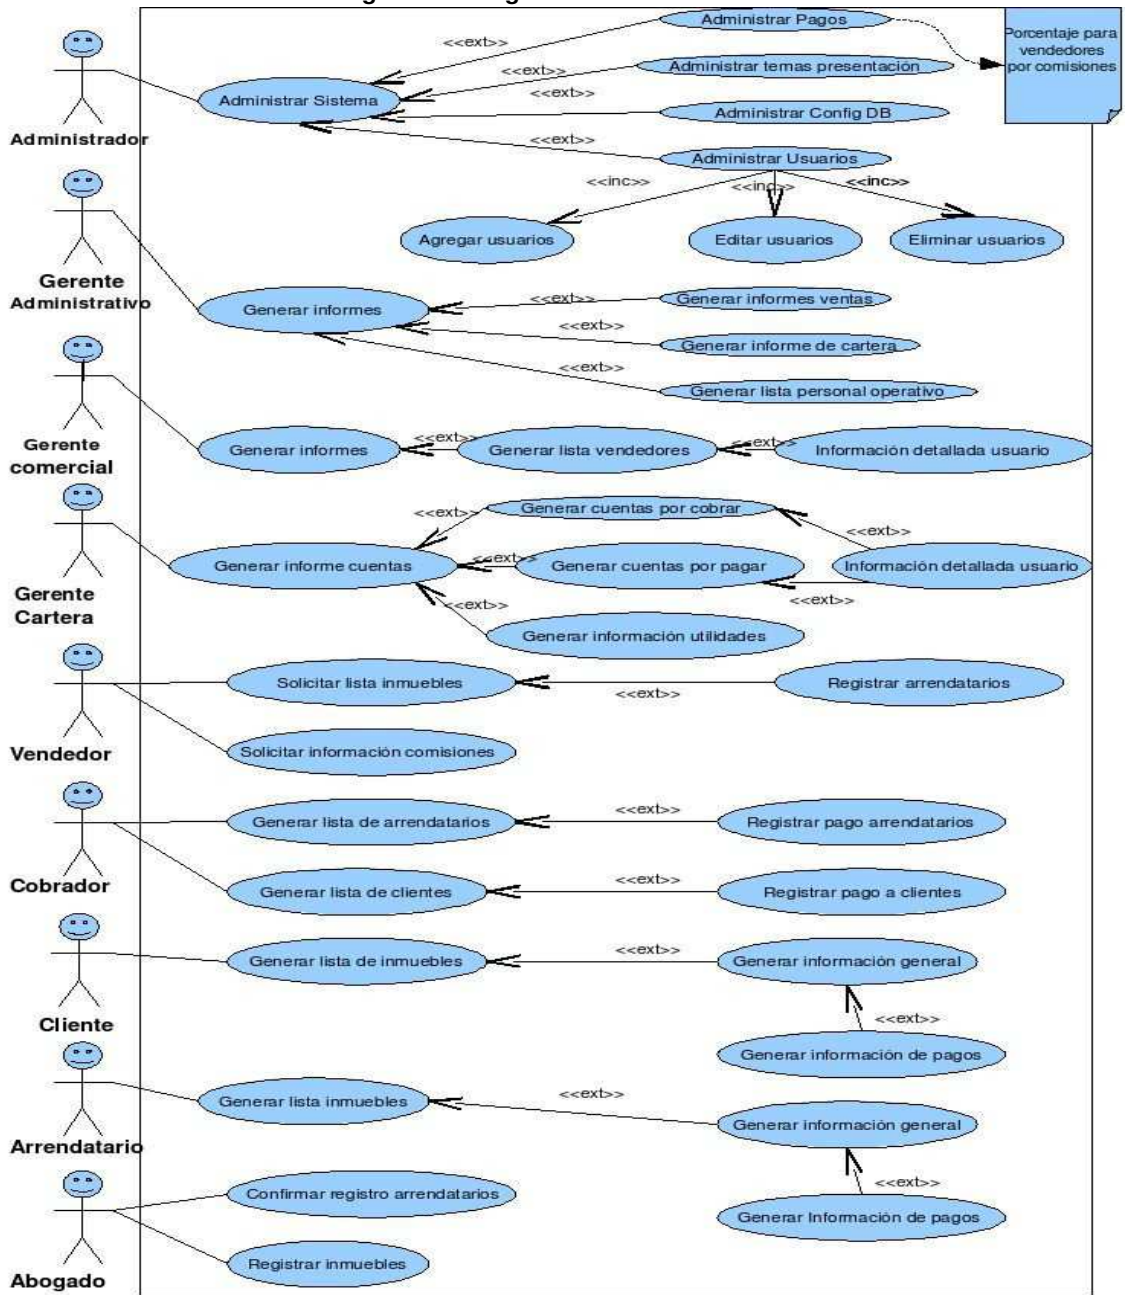 Administrar Pagos
<<ext>>
Porcentaje para
vendedores
por comisiones
<<ext>>
Administrar temas presentación
Administrar Sistema
<<ext>>
Administrar Config DB
Administrador
<<ext>>
Administrar Usuarios
<<inc>>
<<inc>>
<<inc>>
Agregar usuarios
Editar usuarios
Eliminar usuarios
Gerente
Administrativo
Generar informes
<<ext>>
Generar informes ventas
<<ext>>
Generar informe de cartera
<<ext>>
Generar lista personal operativo
Gerente
comercial
Generar informes
<<ext>>
Generar lista vendedores
<<ext>>
Información detallada usuario
Generar cuentas por cobrar
<<ext>>
<<ext>>
Generar informe cuentas
<<ext>>
Generar cuentas por pagar
Información detallada usuario
Gerente
Cartera
<<ext>>
<<ext>>
Generar información utilidades
Solicitar lista inmuebles
<<ext>>
Registrar arrendatarios
Vendedor
Solicitar información comisiones
Generar lista de arrendatarios
<<ext>>
Registrar pago arrendatarios
Cobrador
Generar lista de clientes
<<ext>>
Registrar pago a clientes
Generar lista de inmuebles
<<ext>>
Generar información general
Cliente
<<ext>>
Generar información de pagos
Generar lista inmuebles
<<ext>>
Generar información general
Arrendatario
<<ext>>
Confirmar registro arrendatarios
Generar Información de pagos
Registrar inmuebles
Abogado